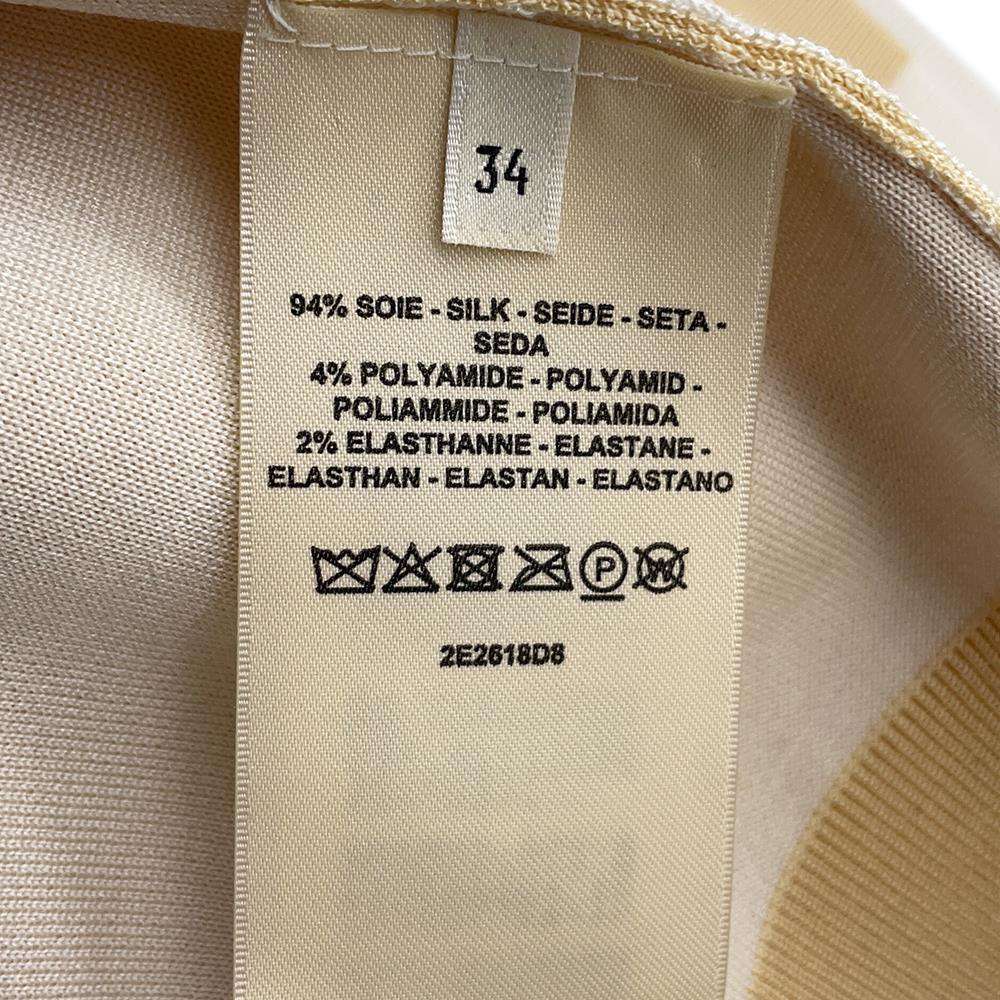 34
94% SOIE - SILK - SEIDE - SETA -
SEDA
4% POLYAMIDE - POLYAMID -
POLIAMMIDE - POLIAMIDA
2% ELASTHANNE - ELASTANE -
ELASTHAN - ELASTAN - ELASTANO
P W
2E2618D8